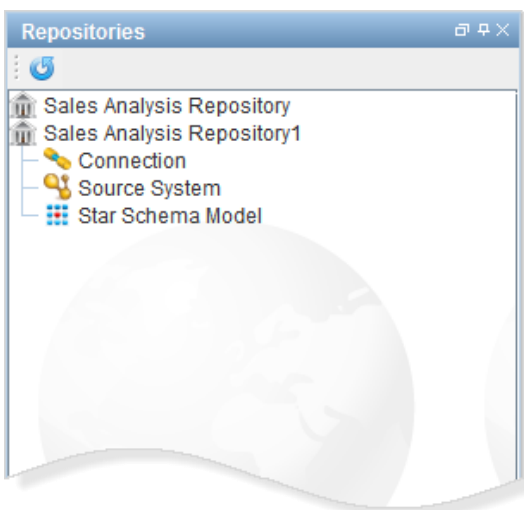 Repositories
Sales Analysis Repository
Sales Analysis Repository1
Connection
Source System
Star Schema Model